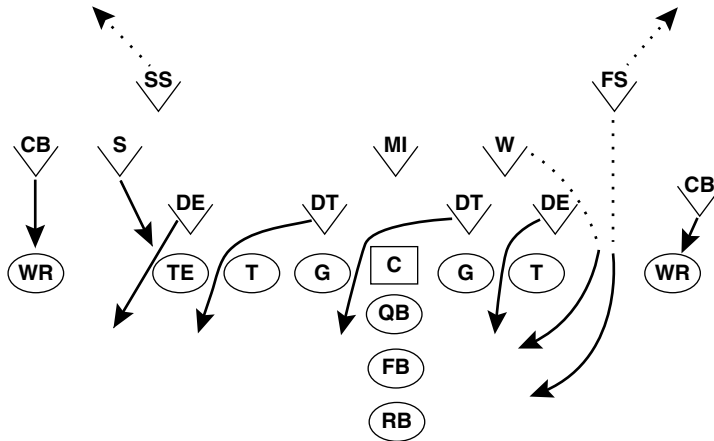 SS FS
CB S MI W
CB
DE DT DT DE
WR TE T G C G T WR
QB
FB
RB